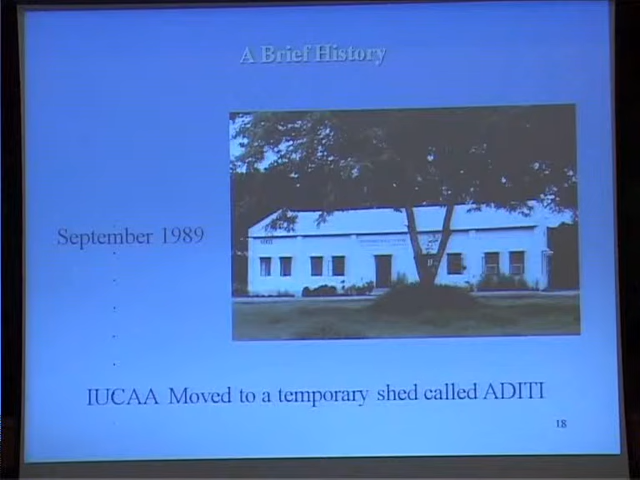 A Brief History
September 1989
IUCAA Moved to a temporary shed called ADITI
18